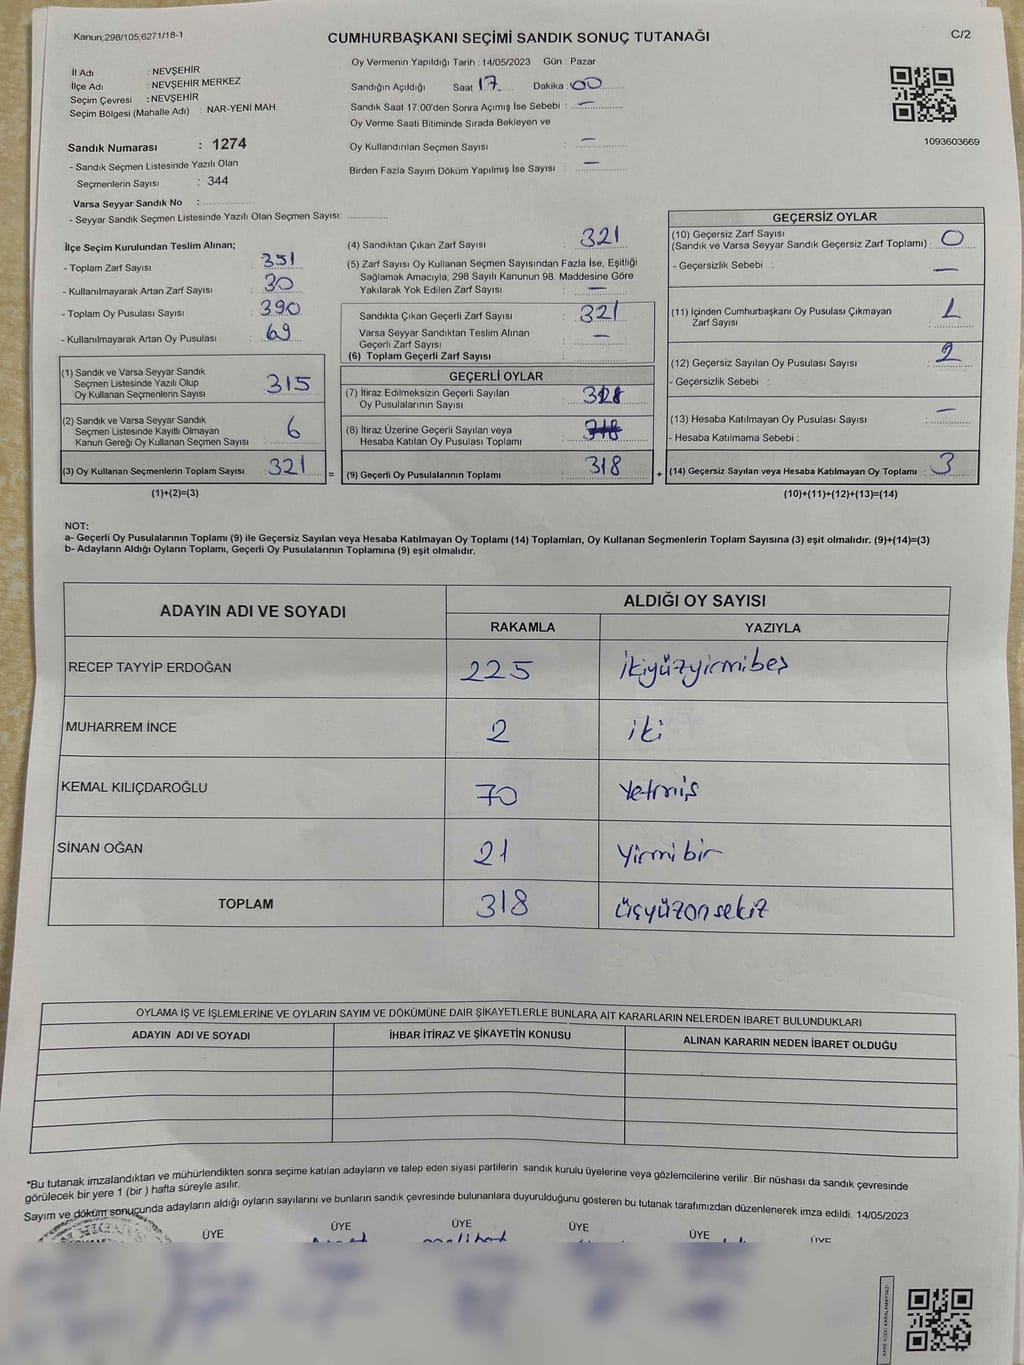 Kanun;298/105;6271/18-1
CUMHURBAŞKANI SEÇİMİ SANDIK SONUÇ TUTANAĞI
C/2
İl Adı : NEVŞEHİR
İlçe Adı : NEVŞEHİR MERKEZ
Seçim Çevresi : NEVŞEHİR
Seçim Bölgesi (Mahalle Adı) : NAR-YENİ MAH.
Oy Vermenin Yapıldığı Tarih : 14/05/2023 Gün : Pazar
Sandığın Açıldığı Saat 17 Dakika : 00
Sandık Saat 17:00'den Sonra Açımış İse Sebebi : —
Oy Verme Saati Bitiminde Sırada Bekleyen ve
Oy Kullandırılan Seçmen Sayısı : —
Birden Fazla Sayım Döküm Yapılmış İse Sayısı : —
1093603669
Sandık Numarası : 1274
- Sandık Seçmen Listesinde Yazılı Olan
Seçmenlerin Sayısı : 344
Varsa Seyyar Sandık No :
- Seyyar Sandık Seçmen Listesinde Yazılı Olan Seçmen Sayısı:
İlçe Seçim Kurulundan Teslim Alınan;
- Toplam Zarf Sayısı : 351
- Kullanılmayarak Artan Zarf Sayısı : 30
- Toplam Oy Pusulası Sayısı : 390
- Kullanılmayarak Artan Oy Pusulası : 69
(1) Sandık ve Varsa Seyyar Sandık
Seçmen Listesinde Yazılı Olup
Oy Kullanan Seçmenlerin Sayısı : 315
(2) Sandık ve Varsa Seyyar Sandık
Seçmen Listesinde Kayıtlı Olmayan
Kanun Gereği Oy Kullanan Seçmen Sayısı : 6
(3) Oy Kullanan Seçmenlerin Toplam Sayısı : 321 =
(1)+(2)=(3)
(4) Sandıktan Çıkan Zarf Sayısı : 321
(5) Zarf Sayısı Oy Kullanan Seçmen Sayısından Fazla İse, Eşitliği
Sağlamak Amacıyla, 298 Sayılı Kanunun 98. Maddesine Göre
Yakılarak Yok Edilen Zarf Sayısı : —
Sandıkta Çıkan Geçerli Zarf Sayısı : 321
Varsa Seyyar Sandıktan Teslim Alınan
Geçerli Zarf Sayısı : —
(6) Toplam Geçerli Zarf Sayısı :
GEÇERLİ OYLAR
(7) İtiraz Edilmeksizin Geçerli Sayılan
Oy Pusulalarının Sayısı :
(8) İtiraz Üzerine Geçerli Sayılan veya
Hesaba Katılan Oy Pusulası Toplamı : 318
(9) Geçerli Oy Pusulalarının Toplamı : 318 +
GEÇERSİZ OYLAR
(10) Geçersiz Zarf Sayısı
(Sandık ve Varsa Seyyar Sandık Geçersiz Zarf Toplamı) : 0
- Geçersizlik Sebebi : —
(11) İçinden Cumhurbaşkanı Oy Pusulası Çıkmayan
Zarf Sayısı : 1
(12) Geçersiz Sayılan Oy Pusulası Sayısı : 2
- Geçersizlik Sebebi :
(13) Hesaba Katılmayan Oy Pusulası Sayısı : —
- Hesaba Katılmama Sebebi :
(14) Geçersiz Sayılan veya Hesaba Katılmayan Oy Toplamı : 3
(10)+(11)+(12)+(13)=(14)
NOT:
a- Geçerli Oy Pusulalarının Toplamı (9) ile Geçersiz Sayılan veya Hesaba Katılmayan Oy Toplamı (14) Toplamları, Oy Kullanan Seçmenlerin Toplam Sayısına (3) eşit olmalıdır. (9)+(14)=(3)
b- Adayların Aldığı Oyların Toplamı, Geçerli Oy Pusulalarının Toplamına (9) eşit olmalıdır.
ADAYIN ADI VE SOYADI
ALDIĞI OY SAYISI
RAKAMLA YAZIYLA
RECEP TAYYİP ERDOĞAN 225 ikiyüzyirmibeş
MUHARREM İNCE 2 iki
KEMAL KILIÇDAROĞLU 70 Yetmiş
SİNAN OĞAN 21 Yirmibir
TOPLAM 318 üçyüzonsekiz
OYLAMA İŞ VE İŞLEMLERİNE VE OYLARIN SAYIM VE DÖKÜMÜNE DAİR ŞİKAYETLERLE BUNLARA AİT KARARLARIN NELERDEN İBARET BULUNDUKLARI
ADAYIN ADI VE SOYADI İHBAR İTİRAZ VE ŞİKAYETİN KONUSU ALINAN KARARIN NEDEN İBARET OLDUĞU
*Bu tutanak imzalandıktan ve mühürlendikten sonra seçime katılan adayların ve talep eden siyasi partilerin sandık kurulu üyelerine veya gözlemcilerine verilir. Bir nüshası da sandık çevresinde
görülecek bir yere 1 (bir ) hafta süreyle asılır.
Sayım ve döküm sonucunda adayların aldığı oyların sayılarını ve bunların sandık çevresinde bulunanlara duyurulduğunu gösteren bu tutanak tarafımızdan düzenlenerek imza edildi. 14/05/2023
ÜYE ÜYE ÜYE ÜYE ÜYE ÜYE